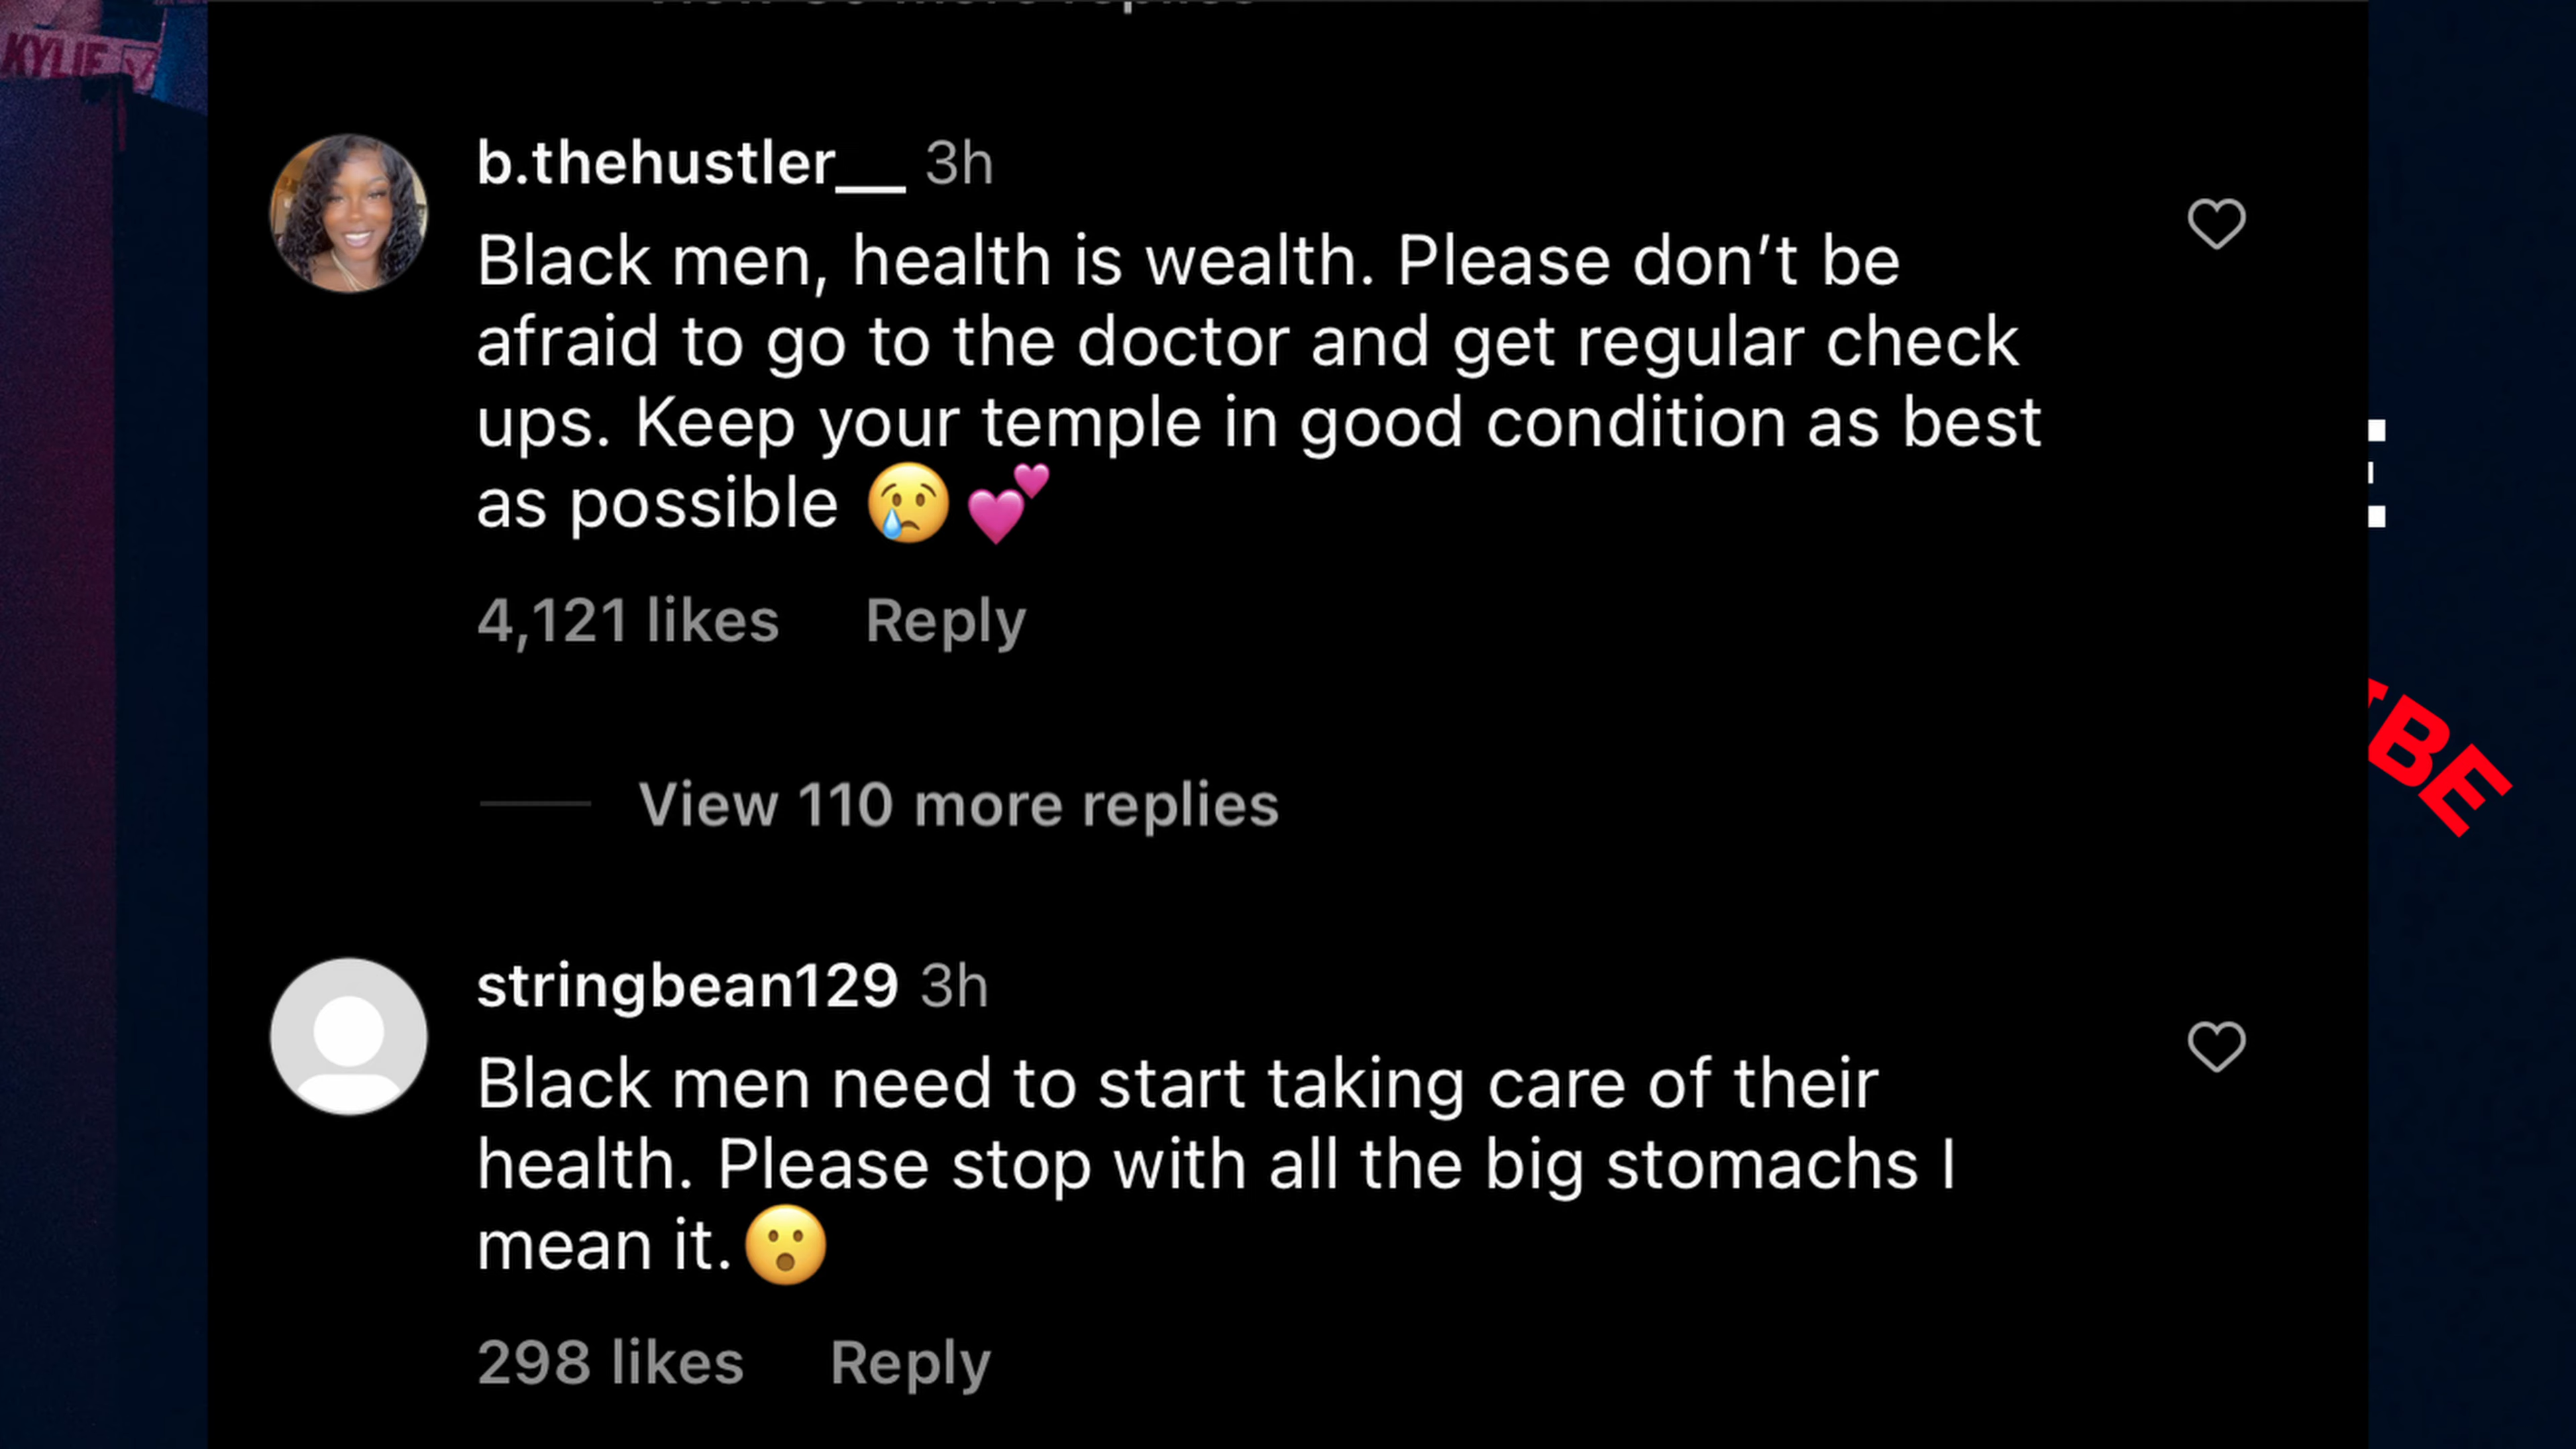 KYLIE
b.thehustler__ 3h
Black men, health is wealth. Please don’t be
afraid to go to the doctor and get regular check
ups. Keep your temple in good condition as best
as possible 😢 💕
4,121 likes Reply
View 110 more replies
stringbean129 3h
Black men need to start taking care of their
health. Please stop with all the big stomachs I
mean it.😮
298 likes Reply
BE